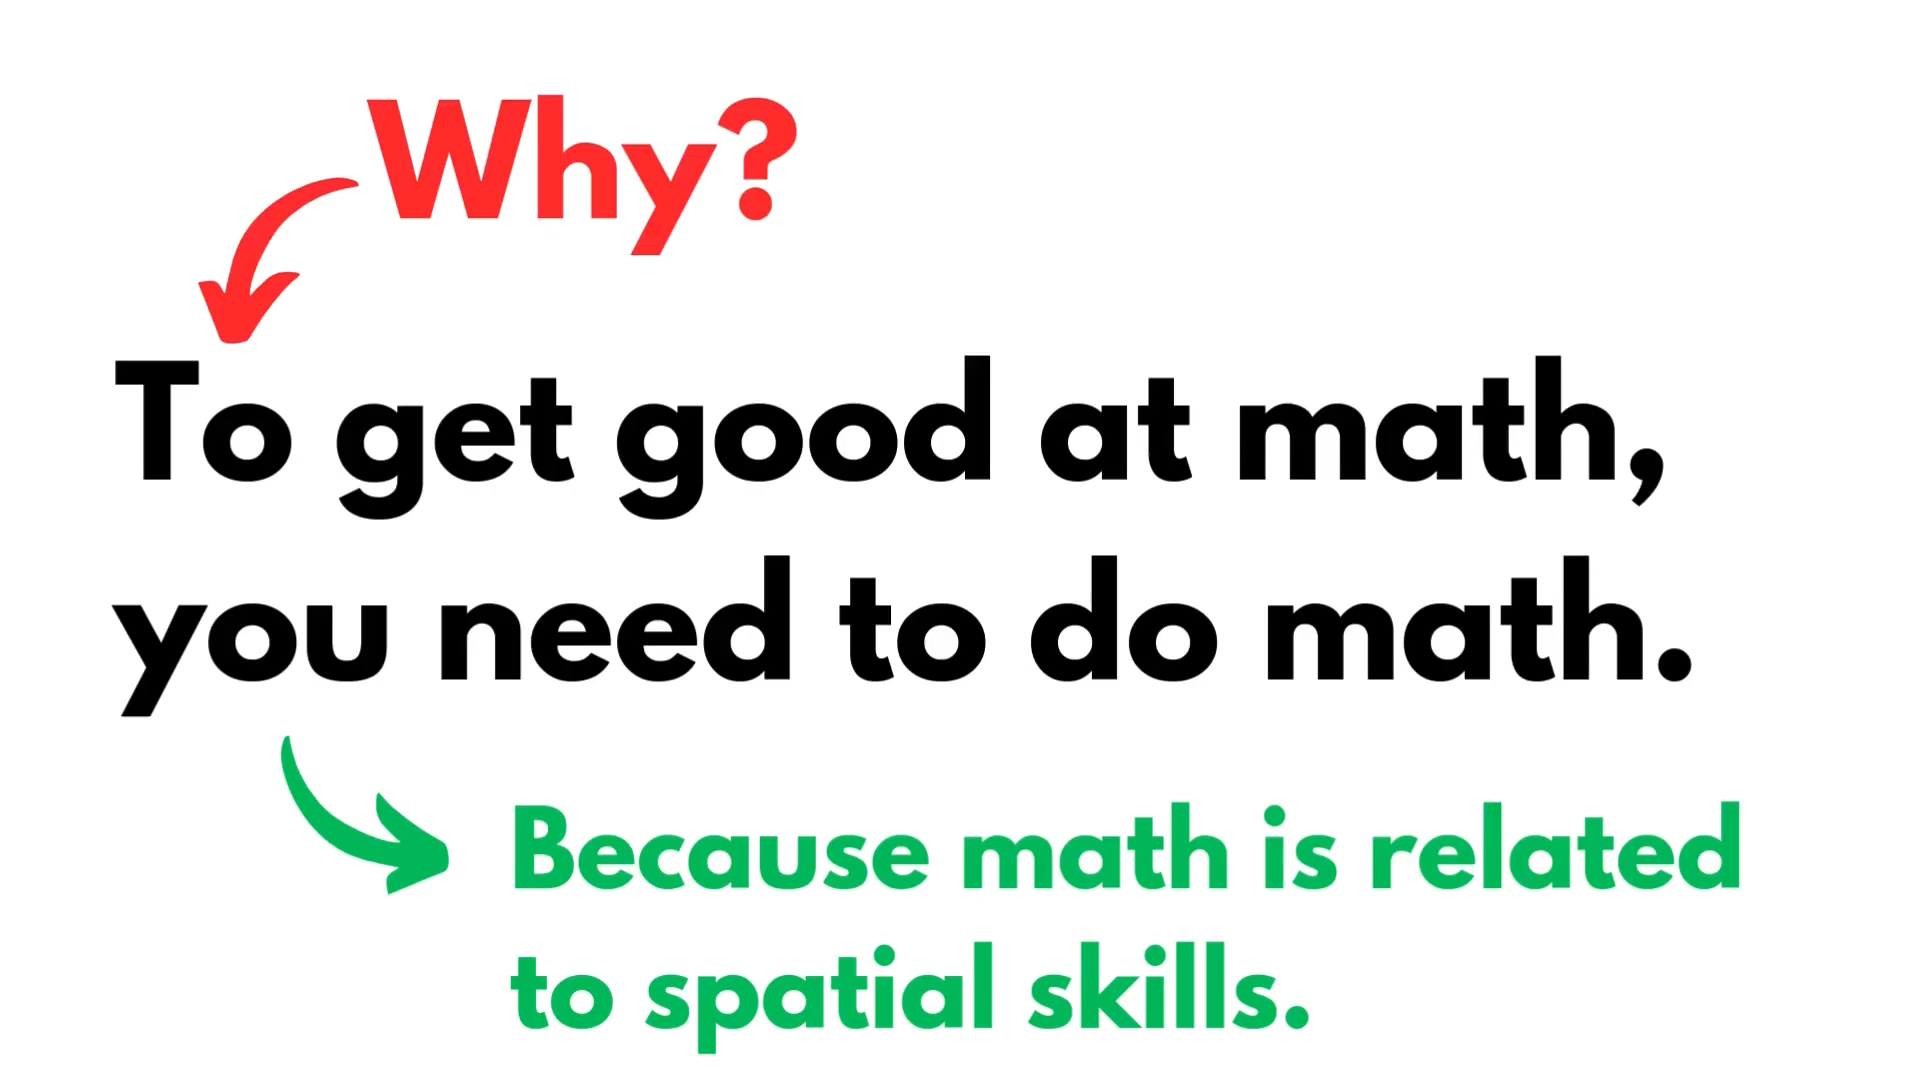 Why?
To get good at math,
you need to do math.
Because math is related
to spatial skills.